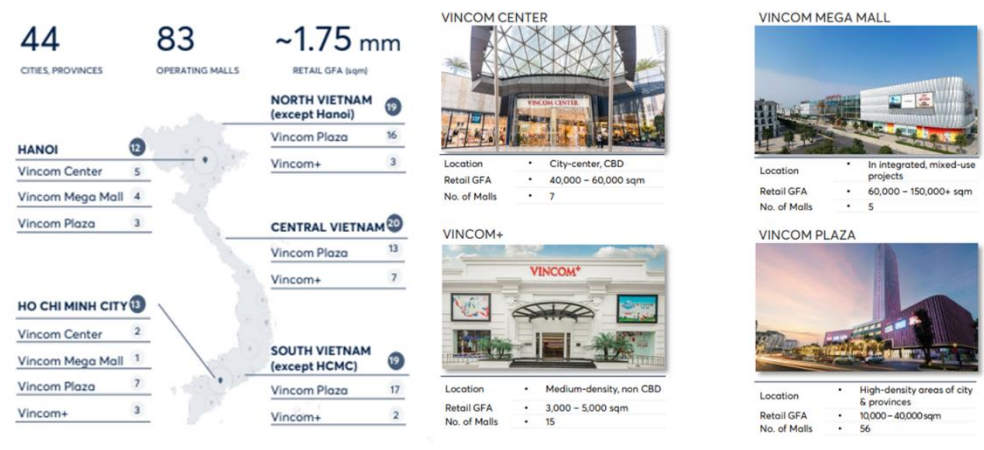 44
CITIES, PROVINCES
83
OPERATING MALLS
~1.75 mm
RETAIL GFA (sqm)
HANOI 12
Vincom Center 5
Vincom Mega Mall 4
Vincom Plaza 3
HO CHI MINH CITY 13
Vincom Center 2
Vincom Mega Mall 1
Vincom Plaza 7
Vincom+ 3
NORTH VIETNAM 19
(except Hanoi)
Vincom Plaza 16
Vincom+ 3
CENTRAL VIETNAM 20
Vincom Plaza 13
Vincom+ 7
SOUTH VIETNAM 19
(except HCMC)
Vincom Plaza 17
Vincom+ 2
VINCOM CENTER
VINCOM CENTER
Location • City-center, CBD
Retail GFA • 40,000 – 60,000 sqm
No. of Malls • 7
VINCOM MEGA MALL
Location • In integrated, mixed-use
projects
Retail GFA • 60,000 – 150,000+ sqm
No. of Malls • 5
VINCOM+
VINCOM+
Location • Medium-density, non CBD
Retail GFA • 3,000 – 5,000 sqm
No. of Malls • 15
VINCOM PLAZA
Location • High-density areas of city
& provinces
Retail GFA • 10,000 – 40,000 sqm
No. of Malls • 56